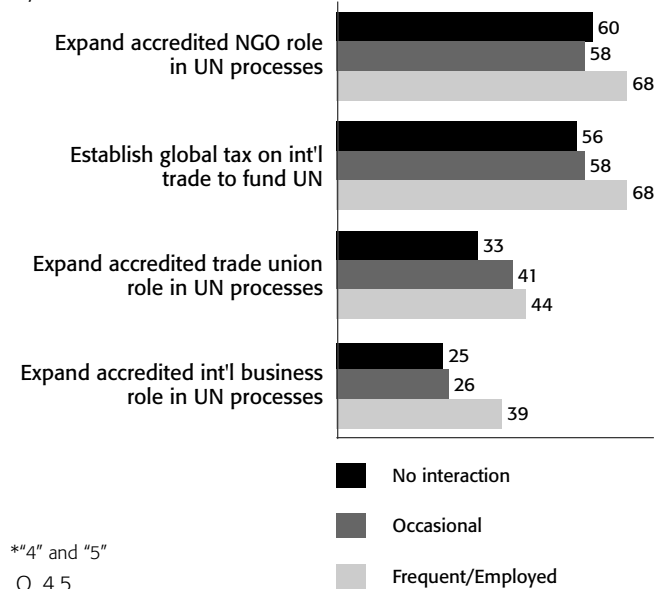 Expand accredited NGO role
in UN processes
60
58
68
Establish global tax on int'l
trade to fund UN
56
58
68
Expand accredited trade union
role in UN processes
33
41
44
Expand accredited int'l business
role in UN processes
25
26
39
No interaction
Occasional
Frequent/Employed
*“4” and “5”
Q. 4,5